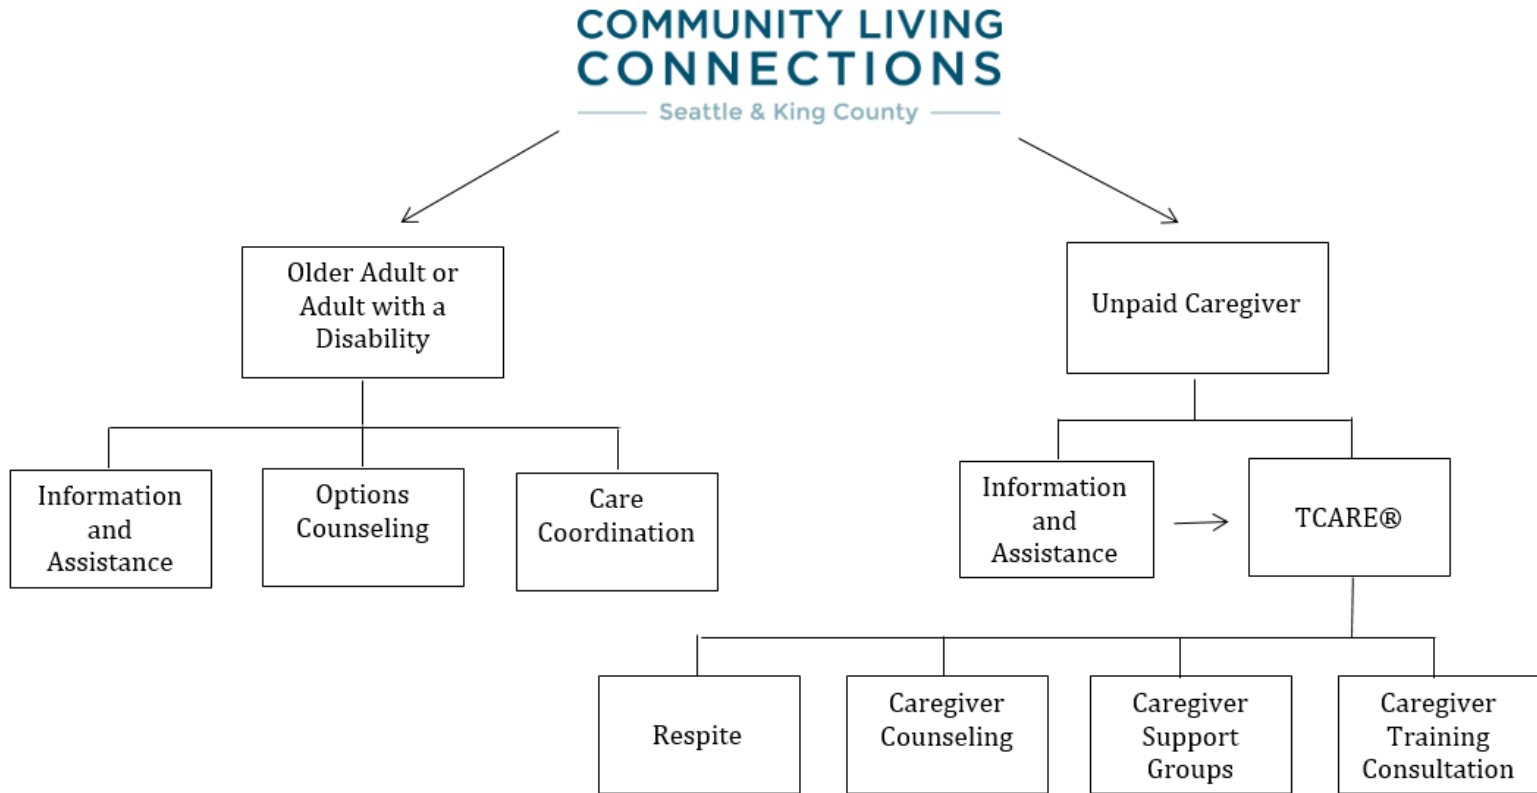 COMMUNITY LIVING
CONNECTIONS
Seattle & King County
Older Adult or
Adult with a
Disability
Unpaid Caregiver
Information
and
Assistance
Options
Counseling
Care
Coordination
Information
and
Assistance
TCARE®
Respite
Caregiver
Counseling
Caregiver
Support
Groups
Caregiver
Training
Consultation